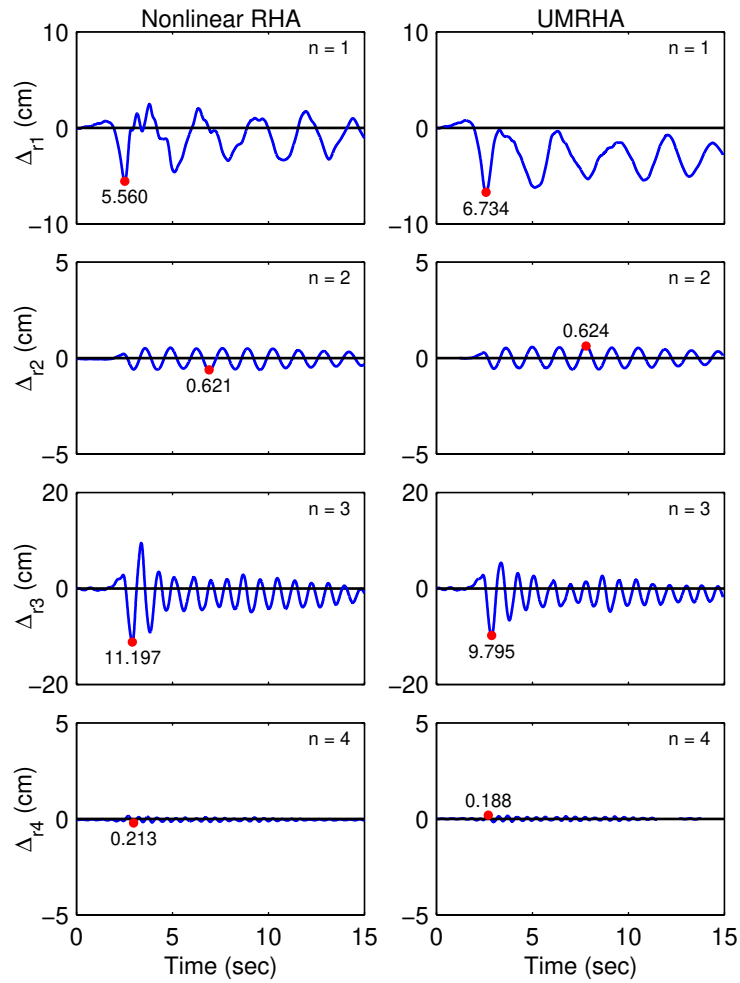 Nonlinear RHA
UMRHA
10
0
−10
Δr1 (cm)
n = 1
5.560
10
0
−10
n = 1
6.734
5
0
−5
Δr2 (cm)
n = 2
0.621
5
0
−5
n = 2
0.624
20
0
−20
Δr3 (cm)
n = 3
11.197
20
0
−20
n = 3
9.795
5
0
−5
Δr4 (cm)
n = 4
0.213
0 5 10 15
Time (sec)
5
0
−5
n = 4
0.188
0 5 10 15
Time (sec)